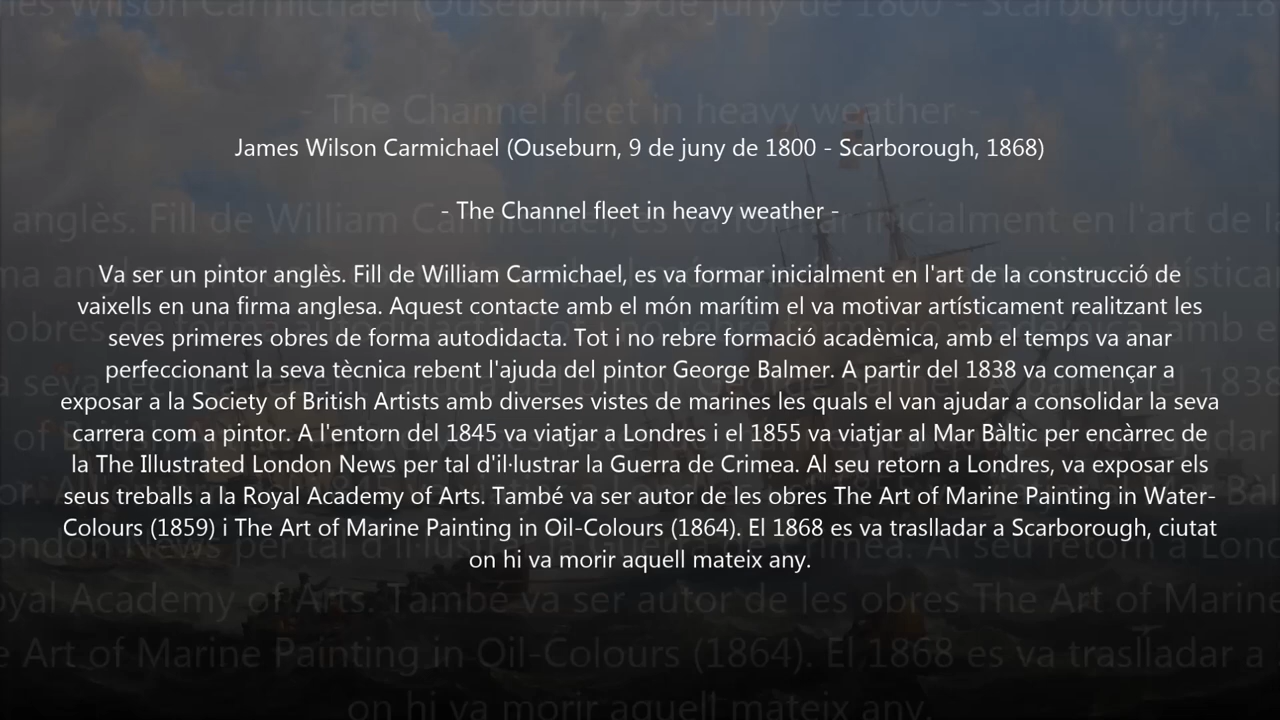 James Wilson Carmichael (Ouseburn, 9 de juny de 1800 - Scarborough, 1868)
- The Channel fleet in heavy weather -
Va ser un pintor anglès. Fill de William Carmichael, es va formar inicialment en l'art de la construcció de
vaixells en una firma anglesa. Aquest contacte amb el món marítim el va motivar artísticament realitzant les
seves primeres obres de forma autodidacta. Tot i no rebre formació acadèmica, amb el temps va anar
perfeccionant la seva tècnica rebent l'ajuda del pintor George Balmer. A partir del 1838 va començar a
exposar a la Society of British Artists amb diverses vistes de marines les quals el van ajudar a consolidar la seva
carrera com a pintor. A l'entorn del 1845 va viatjar a Londres i el 1855 va viatjar al Mar Bàltic per encàrrec de
la The Illustrated London News per tal d'il·lustrar la Guerra de Crimea. Al seu retorn a Londres, va exposar els
seus treballs a la Royal Academy of Arts. També va ser autor de les obres The Art of Marine Painting in Water-
Colours (1859) i The Art of Marine Painting in Oil-Colours (1864). El 1868 es va traslladar a Scarborough, ciutat
on hi va morir aquell mateix any.